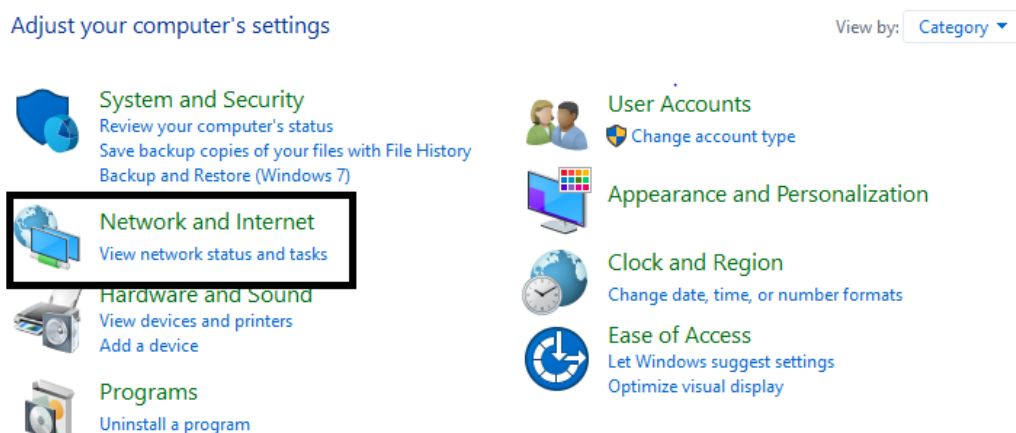 Adjust your computer's settings
View by: Category
System and Security
Review your computer's status
Save backup copies of your files with File History
Backup and Restore (Windows 7)
Network and Internet
View network status and tasks
Hardware and Sound
View devices and printers
Add a device
Programs
Uninstall a program
User Accounts
Change account type
Appearance and Personalization
Clock and Region
Change date, time, or number formats
Ease of Access
Let Windows suggest settings
Optimize visual display